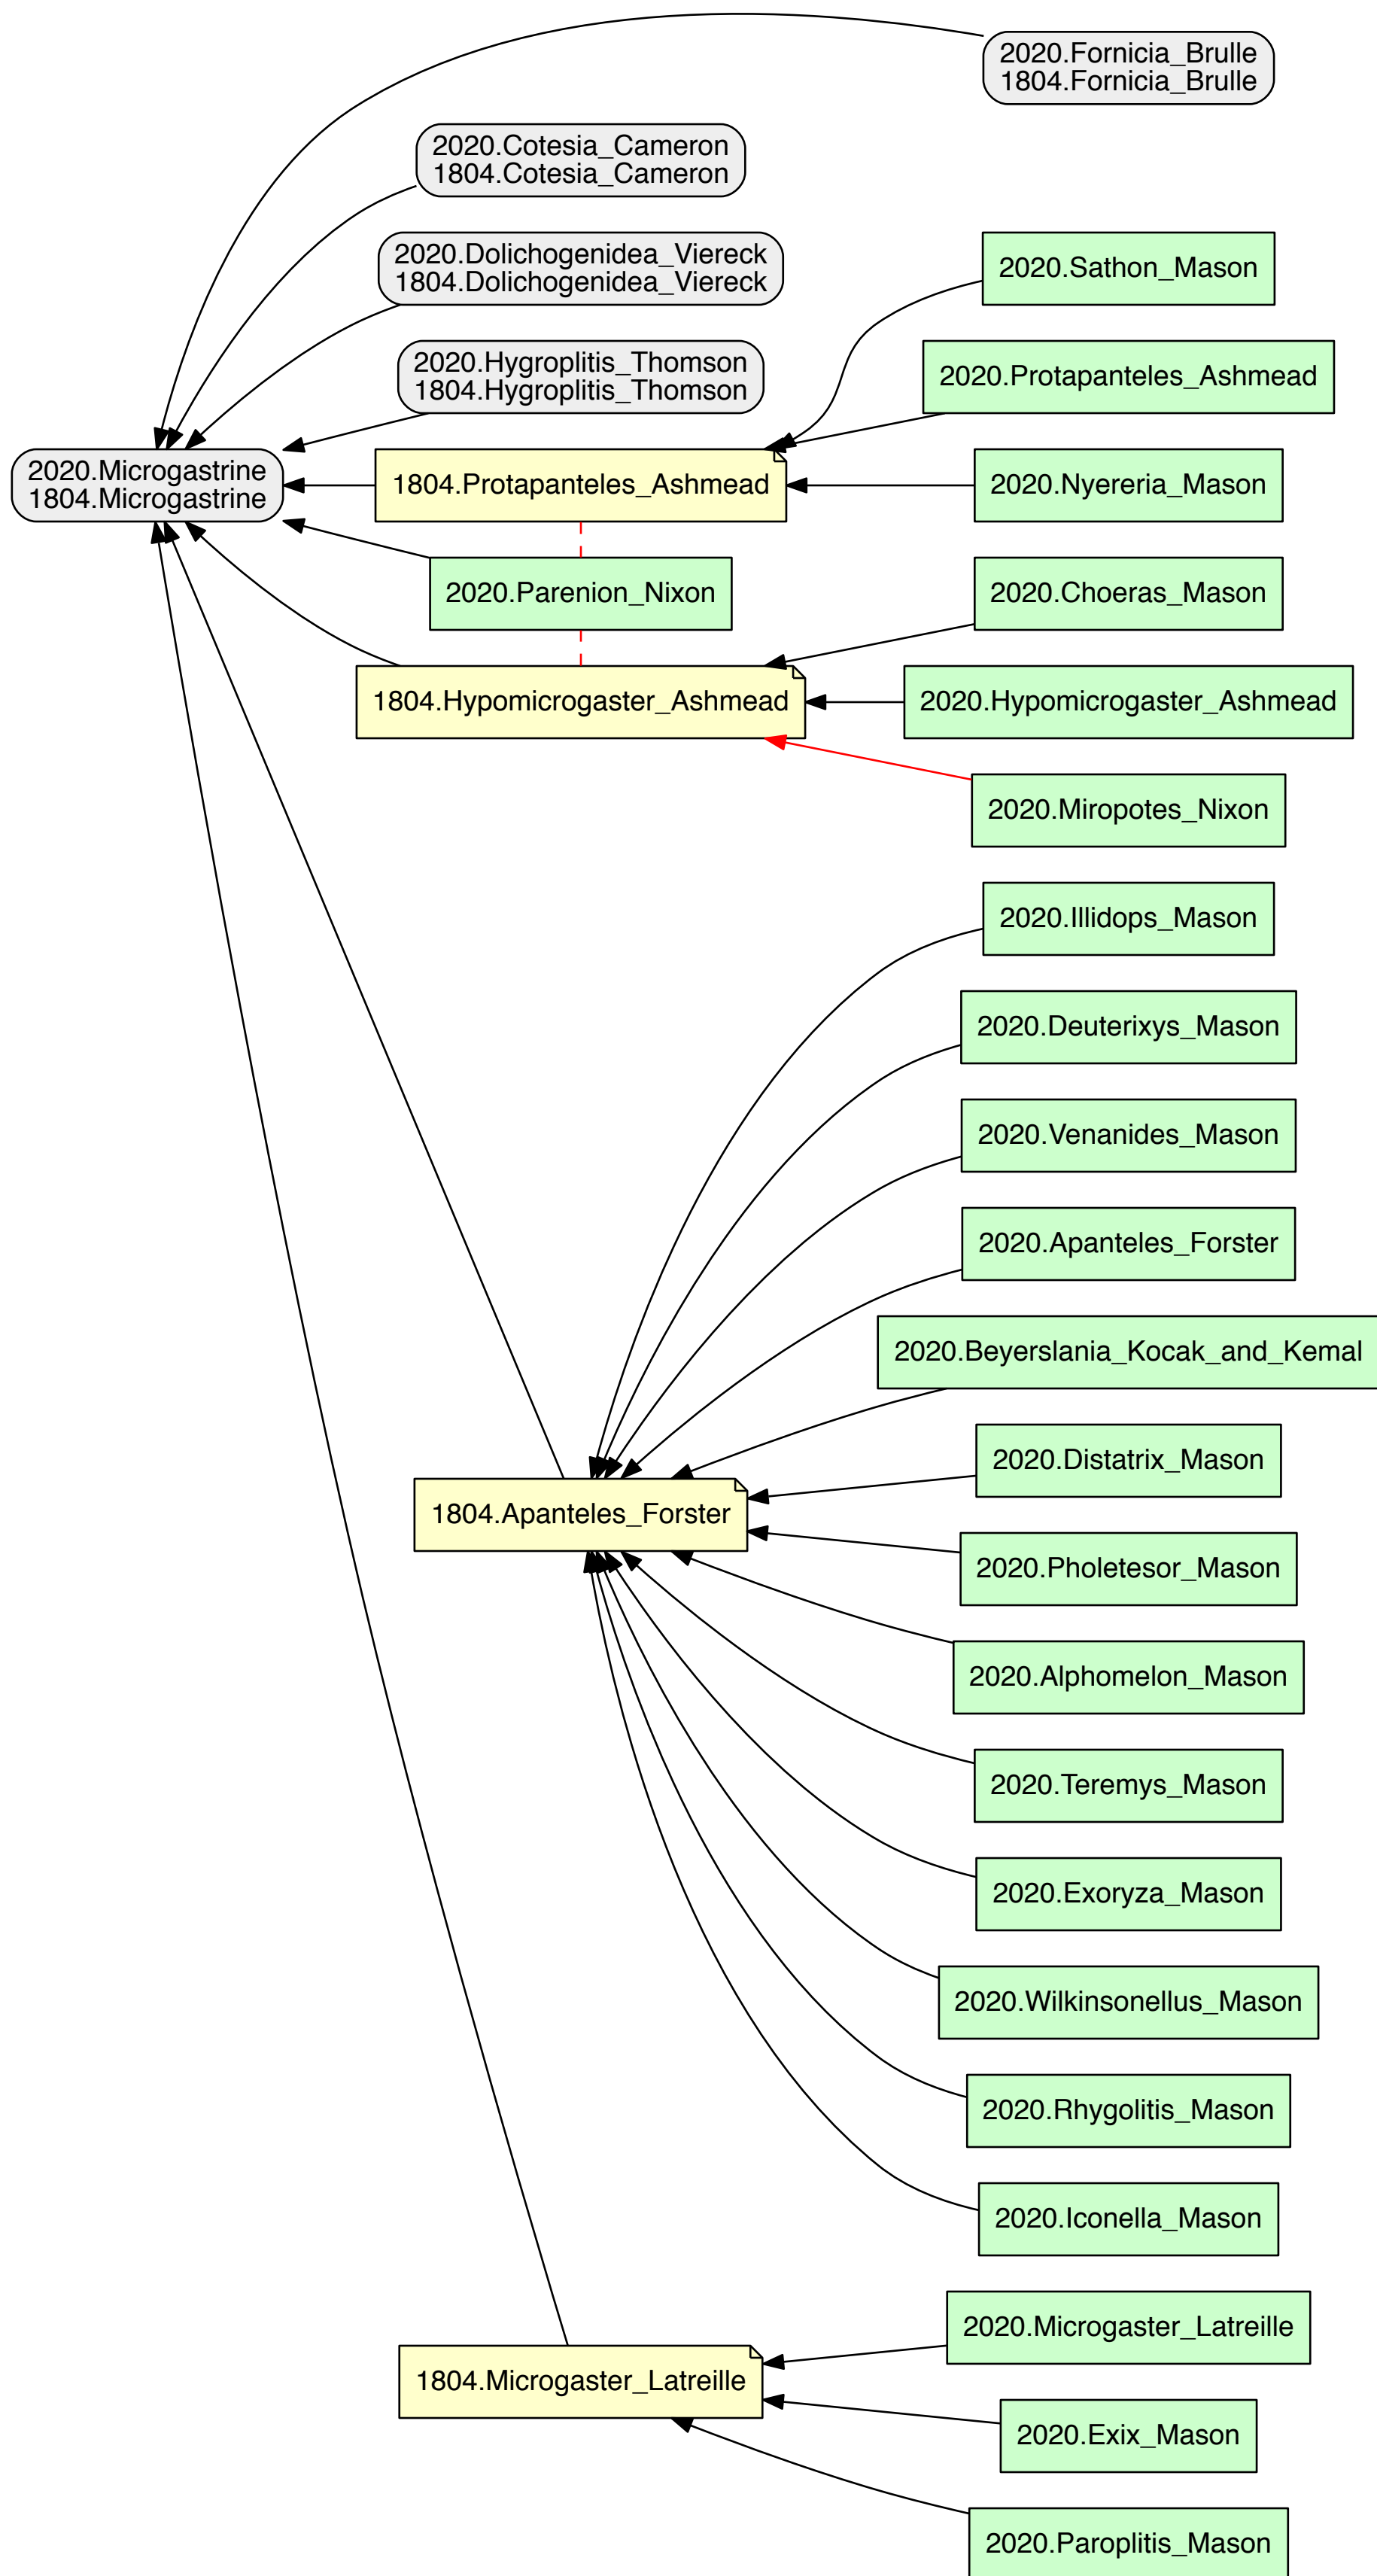 2020.Fornicia_Brulle
1804.Fornicia_Brulle
2020.Cotesia_Cameron
1804.Cotesia_Cameron
2020.Dolichogenidea_Viereck
1804.Dolichogenidea_Viereck
2020.Sathon_Mason
2020.Hygroplitis_Thomson
1804.Hygroplitis_Thomson
2020.Protapanteles_Ashmead
2020.Microgastrine
1804.Microgastrine
1804.Protapanteles_Ashmead
2020.Nyereria_Mason
2020.Parenion_Nixon
2020.Choeras_Mason
1804.Hypomicrogaster_Ashmead
2020.Hypomicrogaster_Ashmead
2020.Miropotes_Nixon
2020.Illidops_Mason
2020.Deuterixys_Mason
2020.Venanides_Mason
2020.Apanteles_Forster
2020.Beyerslania_Kocak_and_Kemal
2020.Distatrix_Mason
1804.Apanteles_Forster
2020.Pholetesor_Mason
2020.Alphomelon_Mason
2020.Teremys_Mason
2020.Exoryza_Mason
2020.Wilkinsonellus_Mason
2020.Rhygolitis_Mason
2020.Iconella_Mason
2020.Microgaster_Latreille
1804.Microgaster_Latreille
2020.Exix_Mason
2020.Paroplitis_Mason